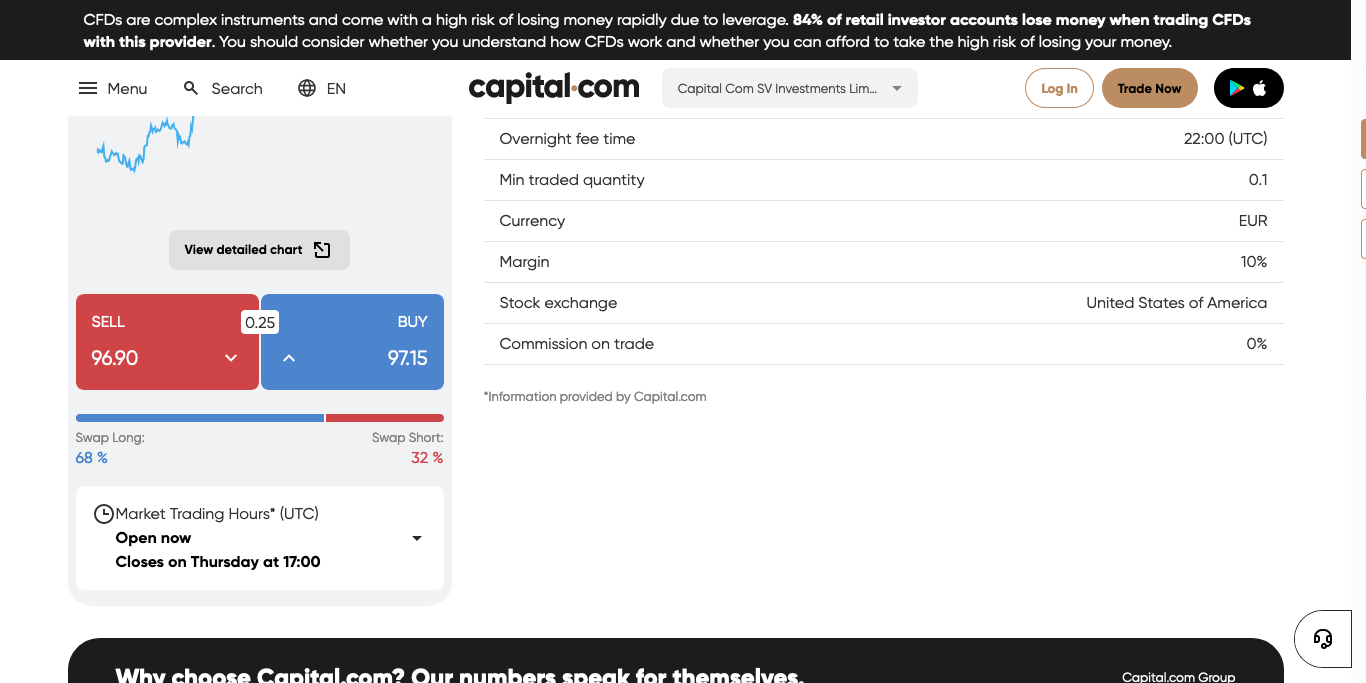 CFDs are complex instruments and come with a high risk of losing money rapidly due to leverage. 84% of retail investor accounts lose money when trading CFDs
with this provider. You should consider whether you understand how CFDs work and whether you can afford to take the high risk of losing your money.
Menu Search EN capital.com Capital Com SV Investments Lim... Log In Trade Now
Overnight fee time 22:00 (UTC)
Min traded quantity 0.1
Currency EUR
Margin 10%
Stock exchange United States of America
Commission on trade 0%
*Information provided by Capital.com
View detailed chart
SELL 0.25 BUY
96.90 97.15
Swap Long: Swap Short:
68 % 32 %
Market Trading Hours* (UTC)
Open now
Closes on Thursday at 17:00
Why choose Capital.com? Our numbers speak for themselves.
Capital.com Group